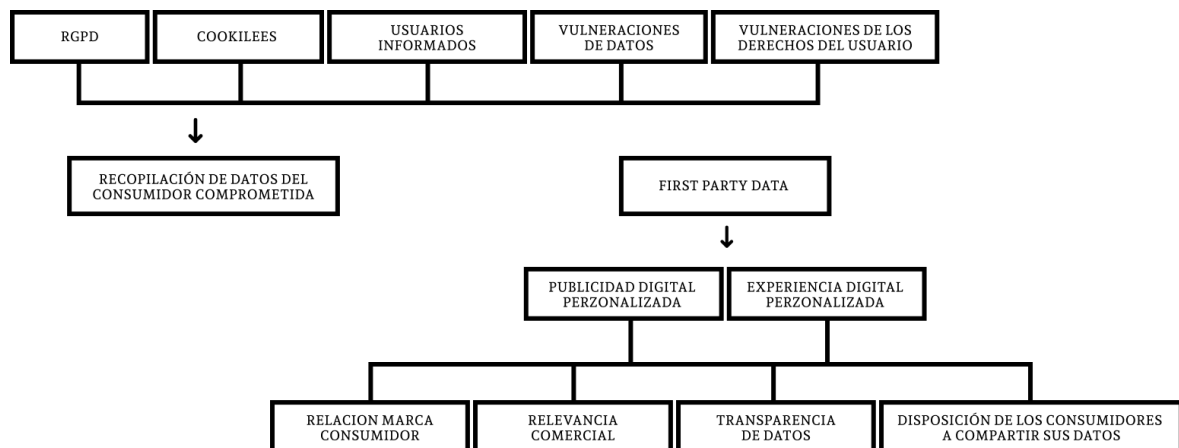 RGPD
COOKILEES
USUARIOS
INFORMADOS
VULNERACIONES
DE DATOS
VULNERACIONES DE LOS
DERECHOS DEL USUARIO
RECOPILACIÓN DE DATOS DEL
CONSUMIDOR COMPROMETIDA
FIRST PARTY DATA
PUBLICIDAD DIGITAL
PERZONALIZADA
EXPERIENCIA DIGITAL
PERZONALIZADA
RELACION MARCA
CONSUMIDOR
RELEVANCIA
COMERCIAL
TRANSPARENCIA
DE DATOS
DISPOSICIÓN DE LOS CONSUMIDORES
A COMPARTIR SUS DATOS